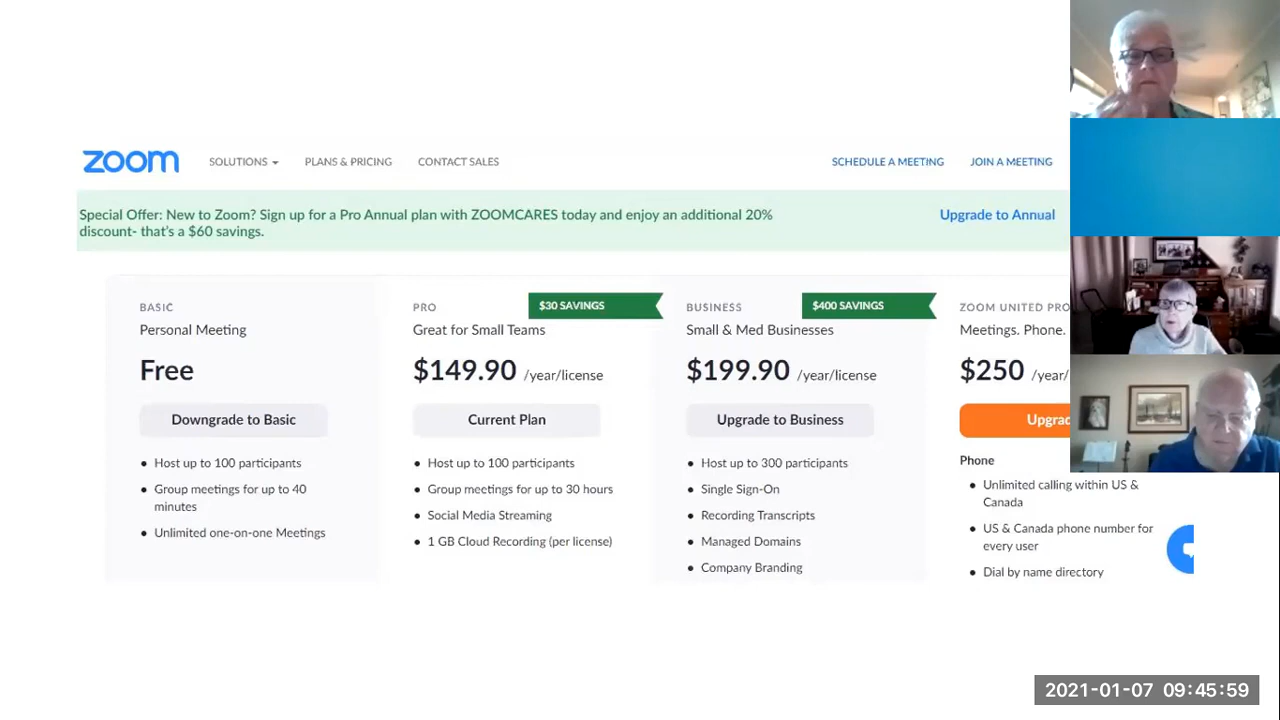 zoom SOLUTIONS PLANS & PRICING CONTACT SALES SCHEDULE A MEETING JOIN A MEETING
Special Offer: New to Zoom? Sign up for a Pro Annual plan with ZOOMCARES today and enjoy an additional 20%
discount- that's a $60 savings.
Upgrade to Annual
BASIC
Personal Meeting
Free
Downgrade to Basic
• Host up to 100 participants
• Group meetings for up to 40
minutes
• Unlimited one-on-one Meetings
PRO
$30 SAVINGS
Great for Small Teams
$149.90 /year/license
Current Plan
• Host up to 100 participants
• Group meetings for up to 30 hours
• Social Media Streaming
• 1 GB Cloud Recording (per license)
BUSINESS
$400 SAVINGS
Small & Med Businesses
$199.90 /year/license
Upgrade to Business
• Host up to 300 participants
• Single Sign-On
• Recording Transcripts
• Managed Domains
• Company Branding
ZOOM UNITED PRO
Meetings. Phone.
$250 /year/
Upgrad
Phone
• Unlimited calling within US &
Canada
• US & Canada phone number for
every user
• Dial by name directory
2021-01-07 09:45:59